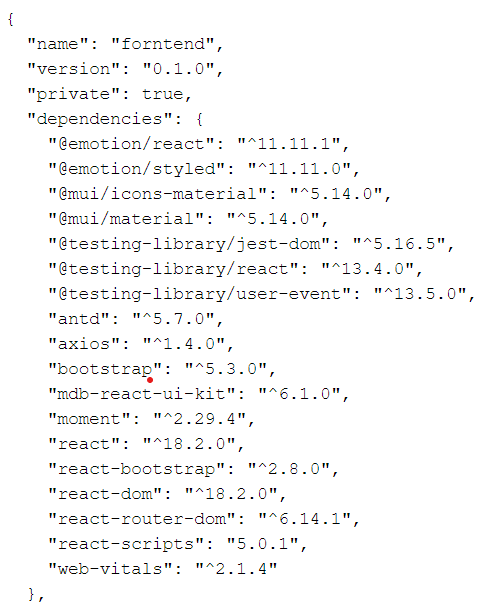 {
  "name": "forntend",
  "version": "0.1.0",
  "private": true,
  "dependencies": {
    "@emotion/react": "^11.11.1",
    "@emotion/styled": "^11.11.0",
    "@mui/icons-material": "^5.14.0",
    "@mui/material": "^5.14.0",
    "@testing-library/jest-dom": "^5.16.5",
    "@testing-library/react": "^13.4.0",
    "@testing-library/user-event": "^13.5.0",
    "antd": "^5.7.0",
    "axios": "^1.4.0",
    "bootstrap": "^5.3.0",
    "mdb-react-ui-kit": "^6.1.0",
    "moment": "^2.29.4",
    "react": "^18.2.0",
    "react-bootstrap": "^2.8.0",
    "react-dom": "^18.2.0",
    "react-router-dom": "^6.14.1",
    "react-scripts": "5.0.1",
    "web-vitals": "^2.1.4"
  },